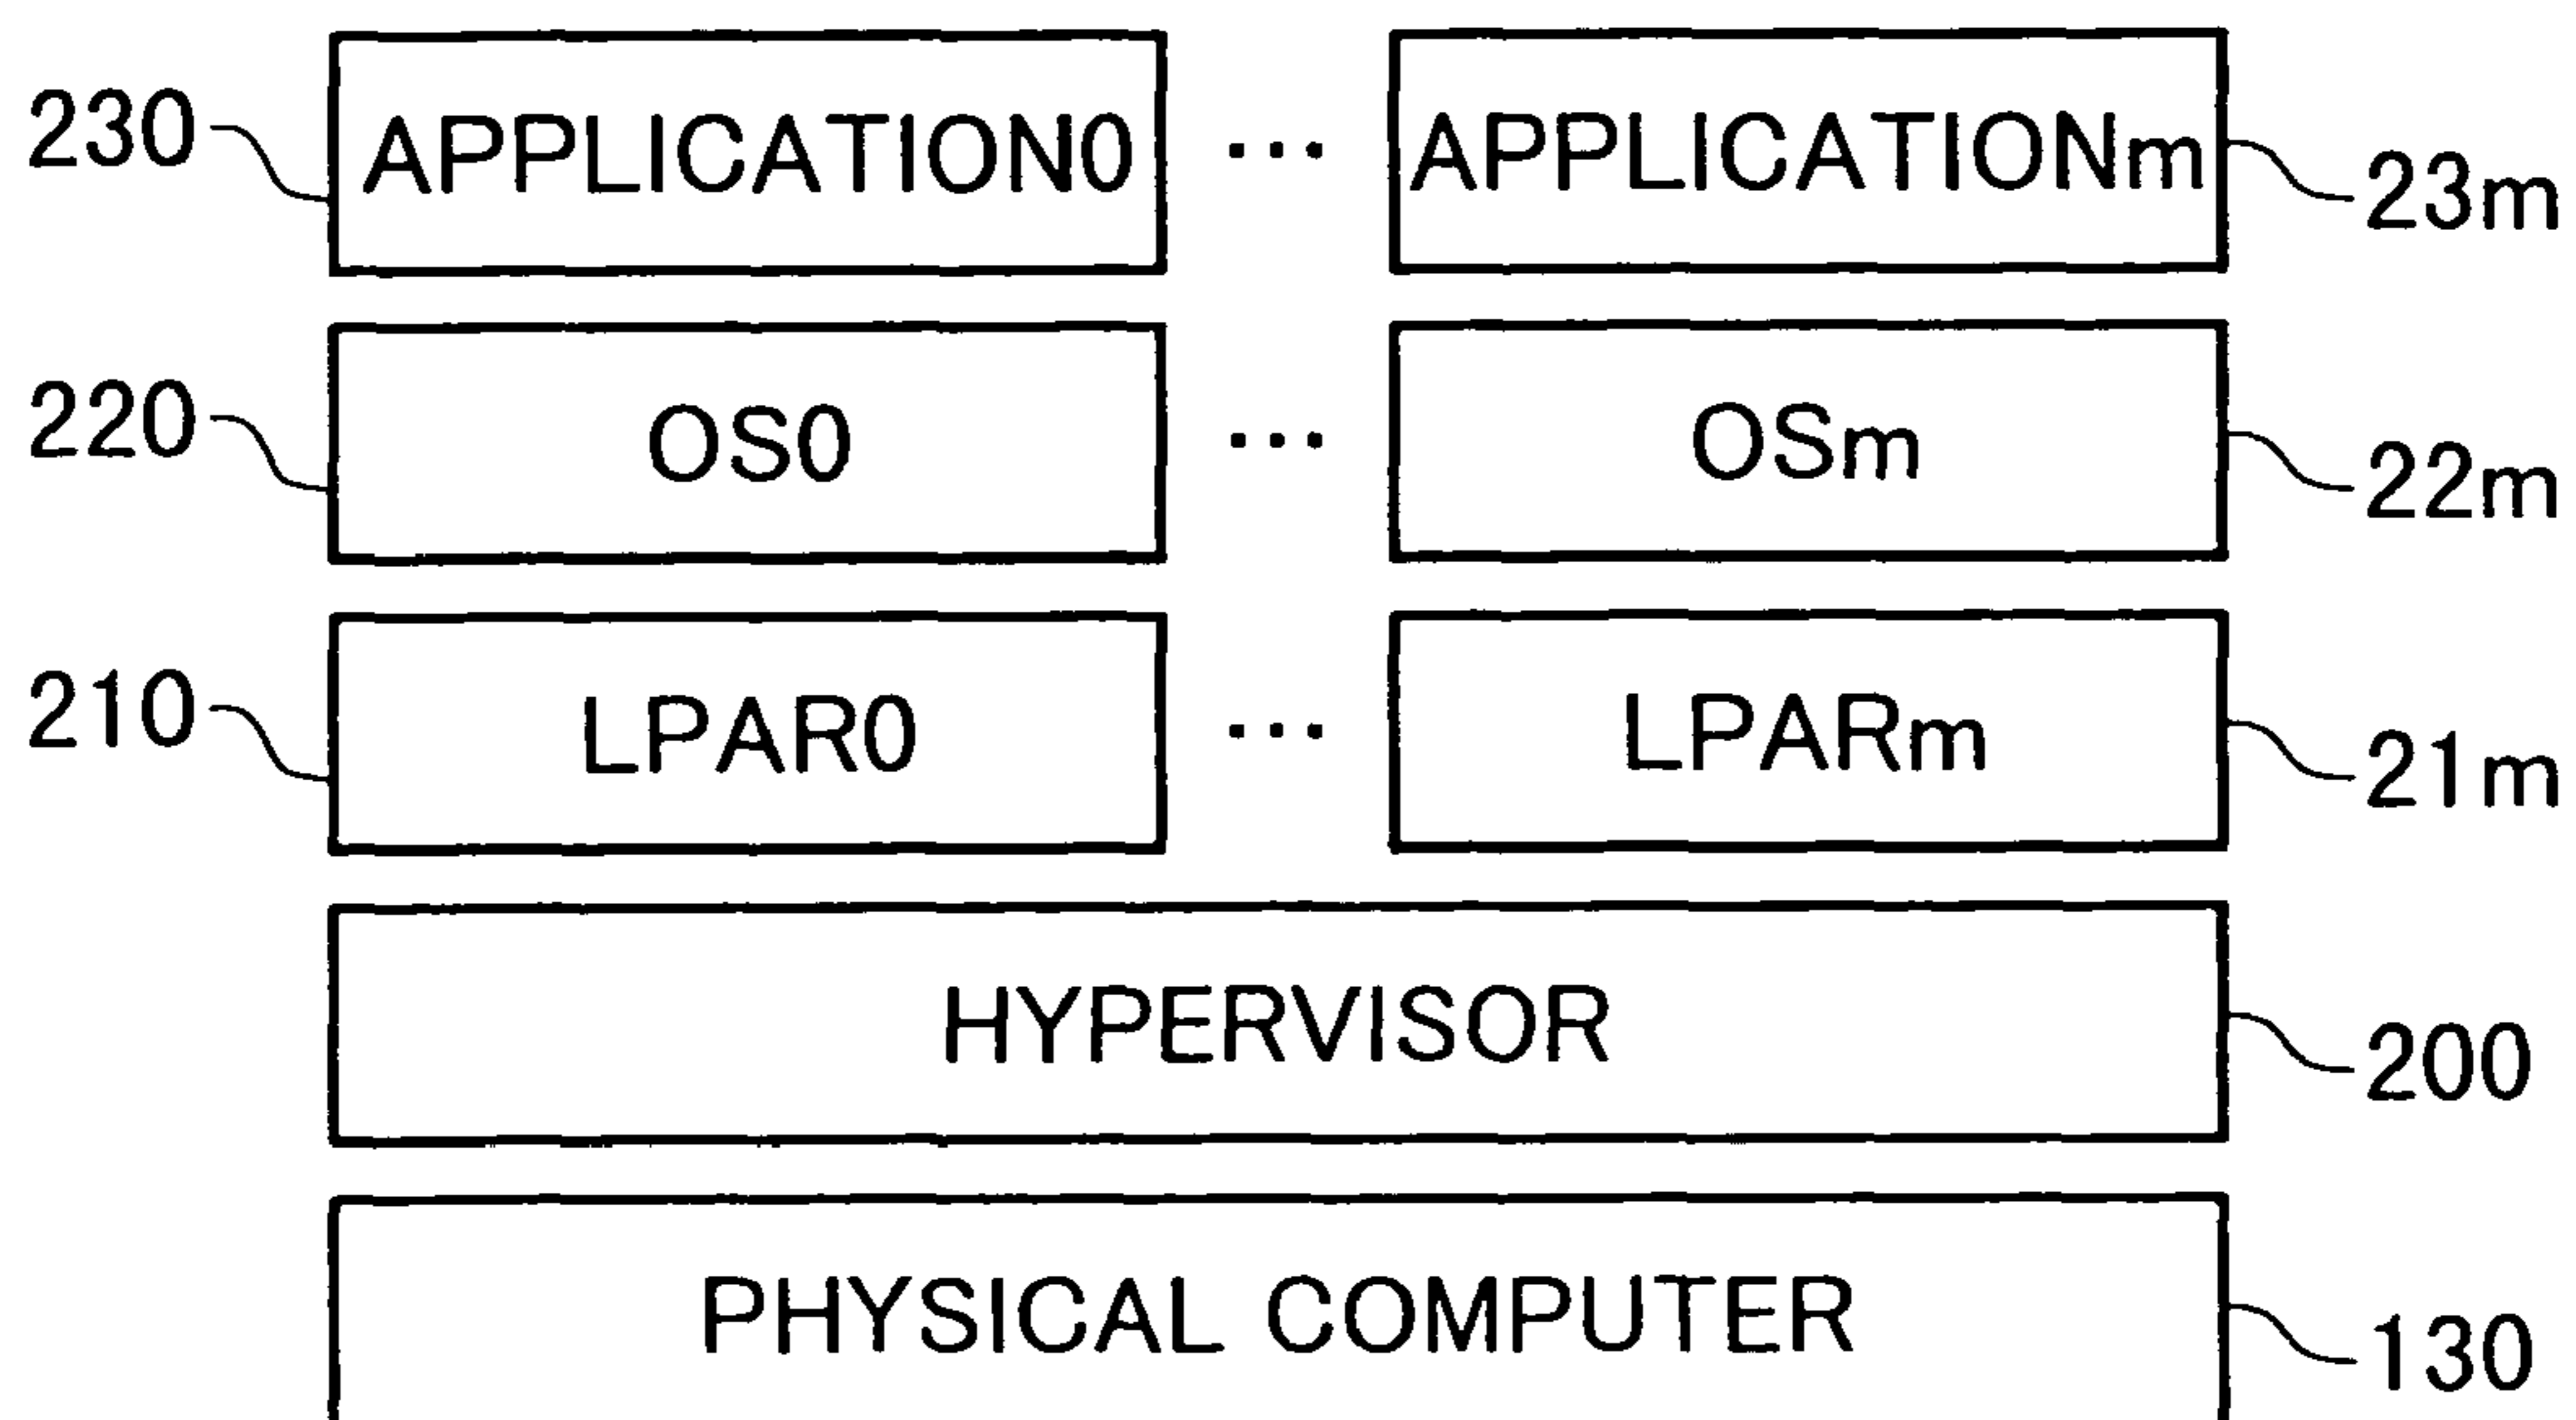 230 APPLICATION0 ... APPLICATIONm 23m
220 OS0 ... OSm 22m
210 LPAR0 ... LPARm 21m
HYPERVISOR 200
PHYSICAL COMPUTER 130